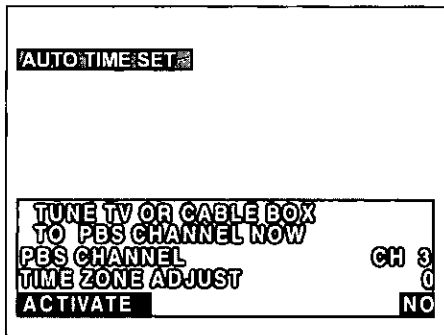 AUTO TIME SET
TUNE TV OR CABLE BOX
TO PBS CHANNEL NOW
PBS CHANNEL CH 3
TIME ZONE ADJUST 0
ACTIVATE NO